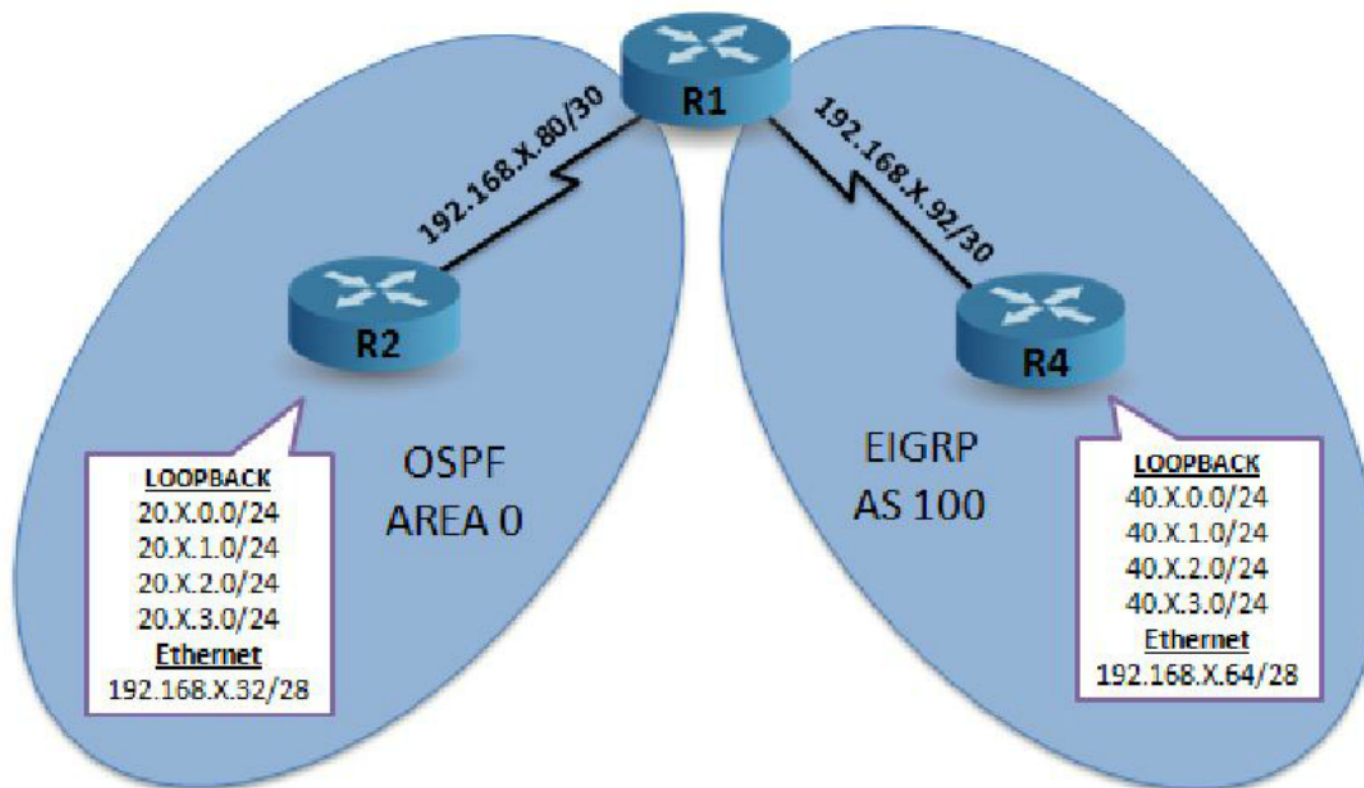 R1
192.168.X.80/30
192.168.X.92/30
R2
R4
OSPF
AREA 0
EIGRP
AS 100
LOOPBACK
20.X.0.0/24
20.X.1.0/24
20.X.2.0/24
20.X.3.0/24
Ethernet
192.168.X.32/28
LOOPBACK
40.X.0.0/24
40.X.1.0/24
40.X.2.0/24
40.X.3.0/24
Ethernet
192.168.X.64/28